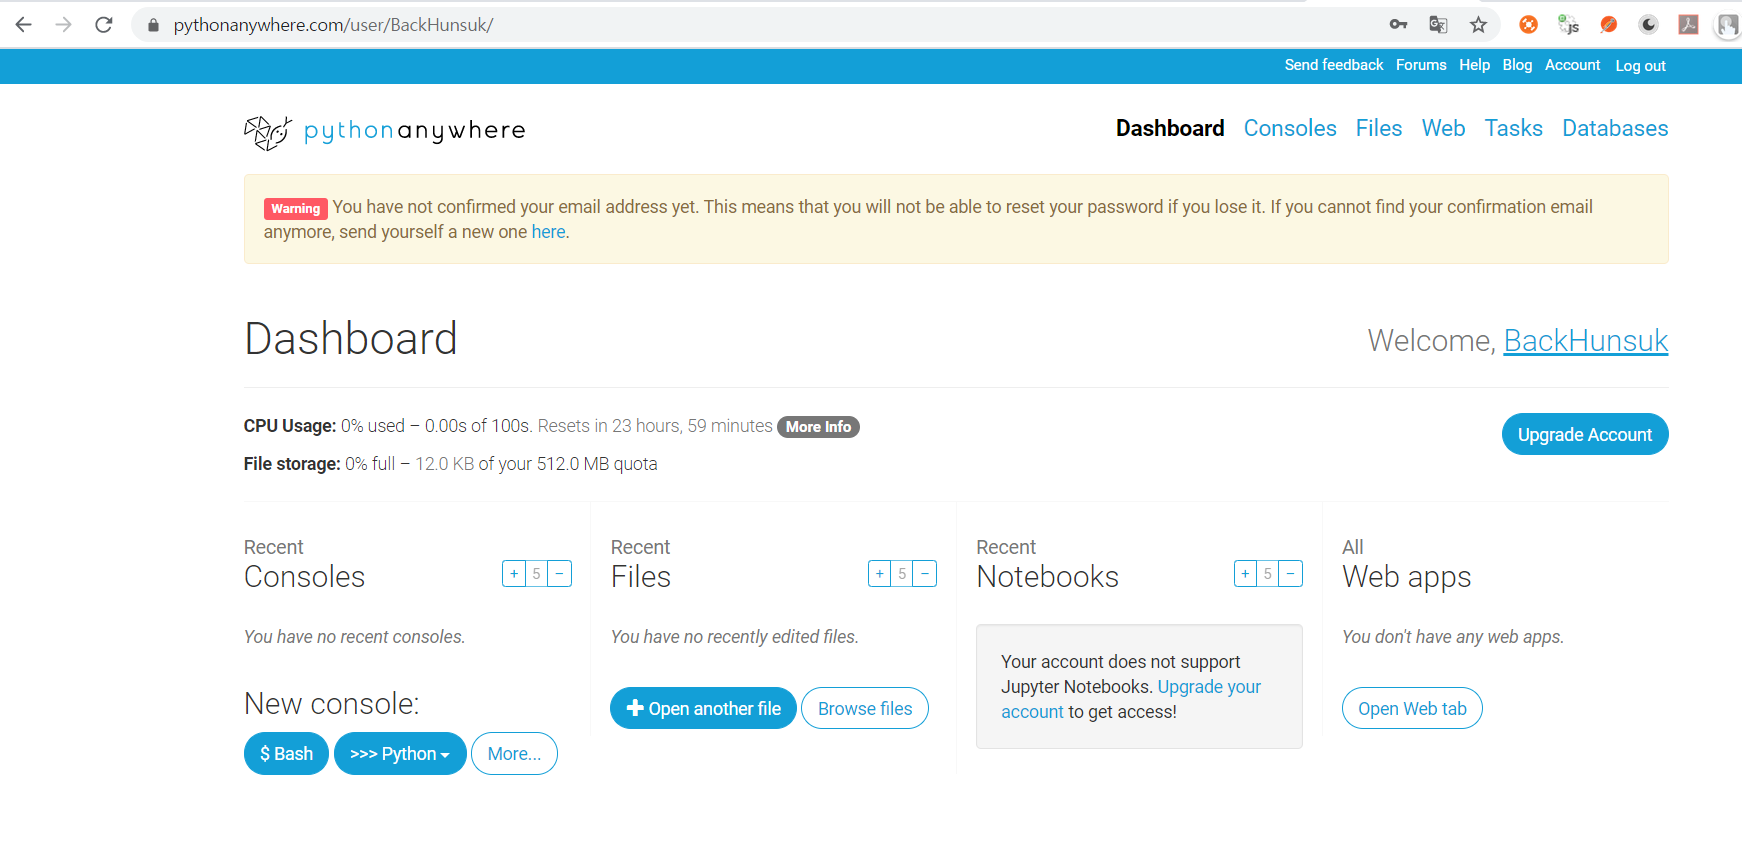 pythonanywhere.com/user/BackHunsuk/
Send feedback Forums Help Blog Account Log out
pythonanywhere
Dashboard Consoles Files Web Tasks Databases
Warning You have not confirmed your email address yet. This means that you will not be able to reset your password if you lose it. If you cannot find your confirmation email
anymore, send yourself a new one here.
Dashboard
Welcome, BackHunsuk
CPU Usage: 0% used – 0.00s of 100s. Resets in 23 hours, 59 minutes More Info
Upgrade Account
File storage: 0% full – 12.0 KB of your 512.0 MB quota
Recent
Consoles
+ 5 −
You have no recent consoles.
New console:
$ Bash >>> Python More...
Recent
Files
+ 5 −
You have no recently edited files.
+ Open another file Browse files
Recent
Notebooks
+ 5 −
Your account does not support
Jupyter Notebooks. Upgrade your
account to get access!
All
Web apps
You don't have any web apps.
Open Web tab